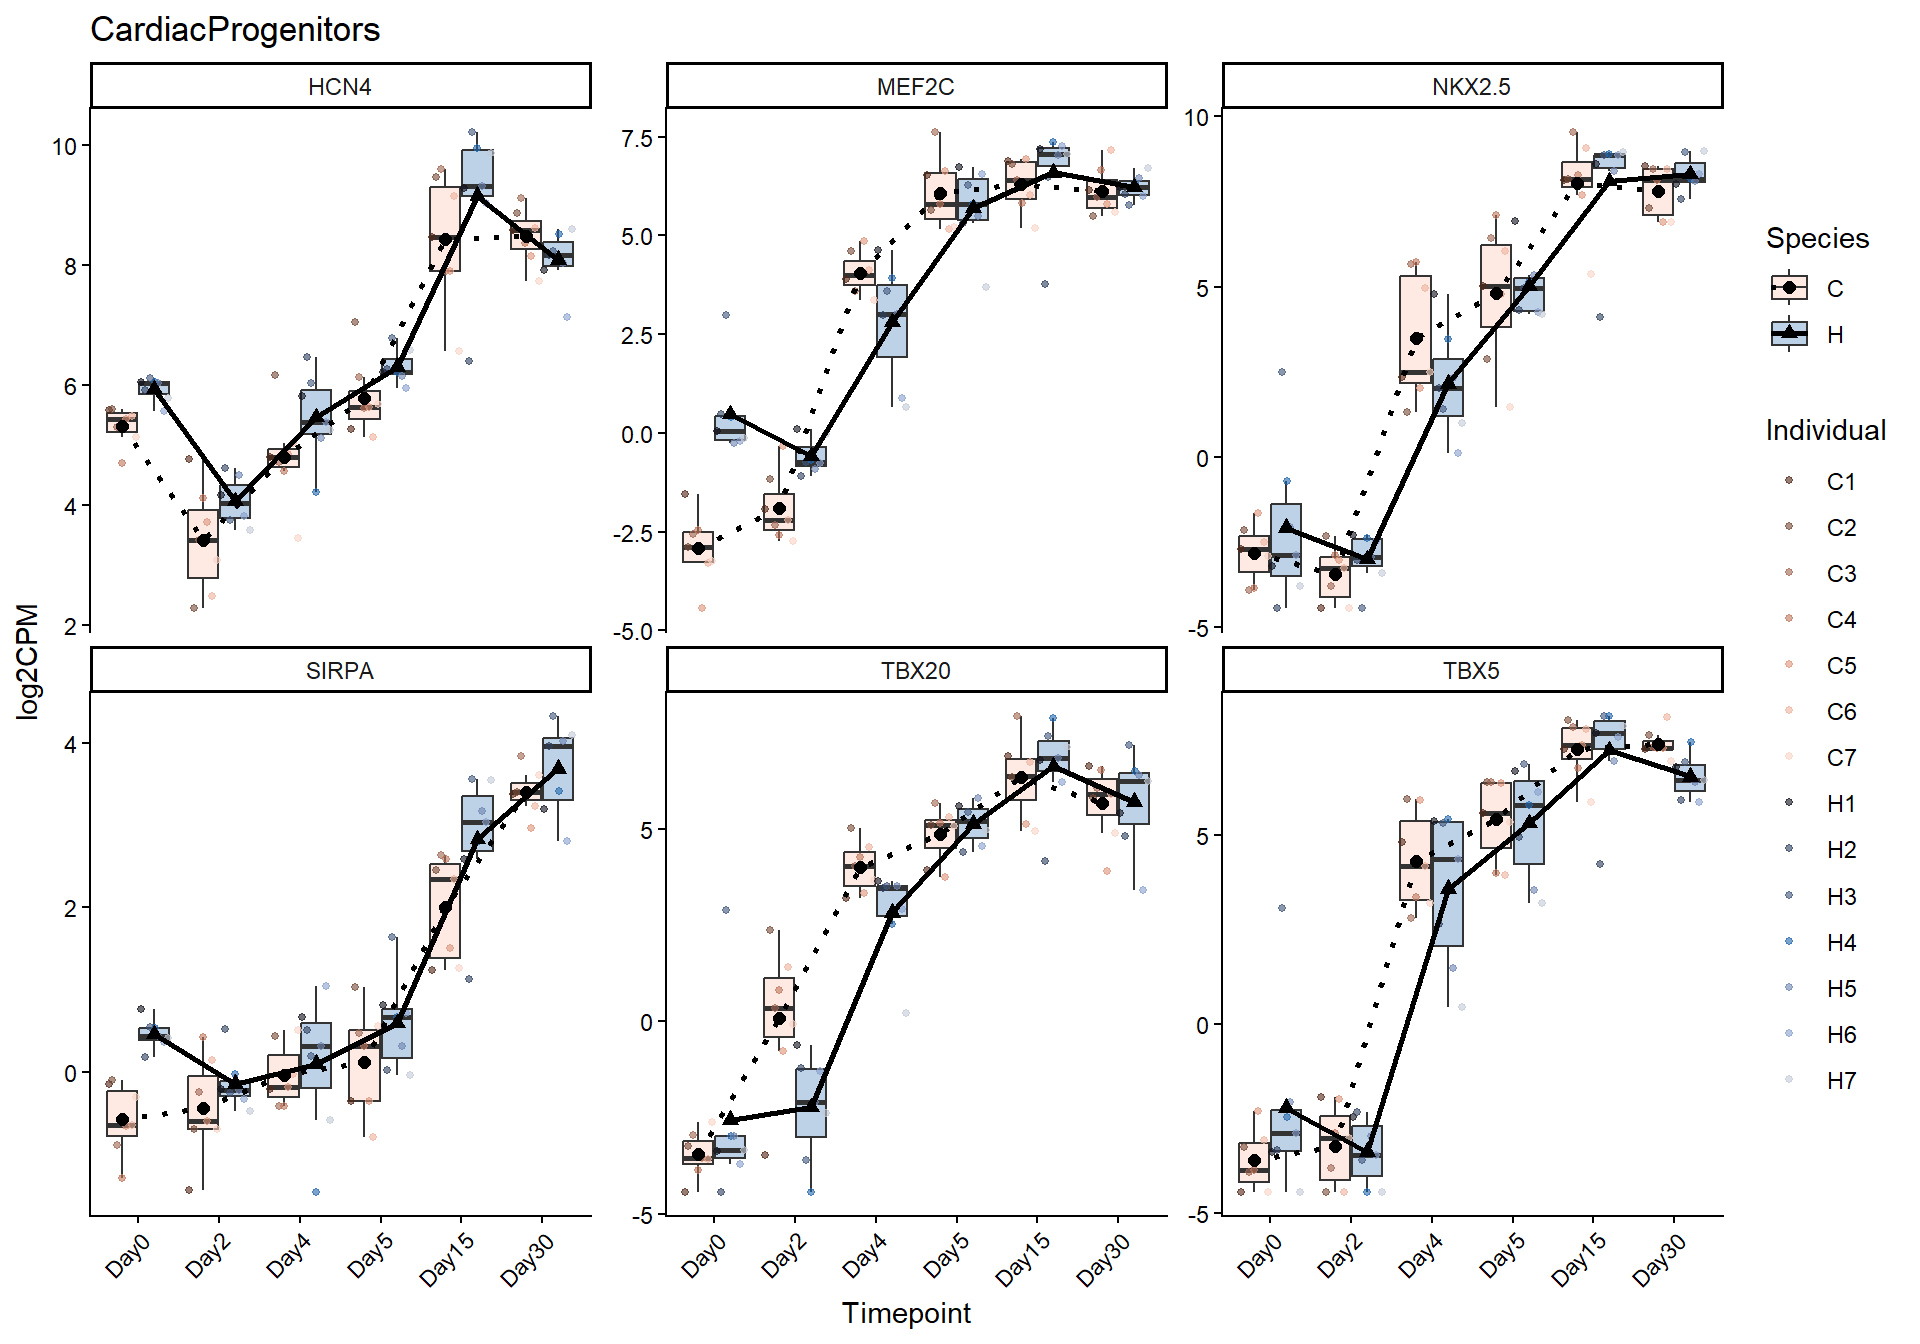 CardiacProgenitors
HCN4
MEF2C
NKX2.5
10
8
6
4
2
7.5
5.0
2.5
0.0
-2.5
-5.0
10
5
0
-5
SIRPA
TBX20
TBX5
4
2
0
5
0
-5
5
0
-5
Day0
Day2
Day4
Day5
Day15
Day30
Day0
Day2
Day4
Day5
Day15
Day30
Day0
Day2
Day4
Day5
Day15
Day30
Timepoint
log2CPM
Species
C
H
Individual
C1
C2
C3
C4
C5
C6
C7
H1
H2
H3
H4
H5
H6
H7